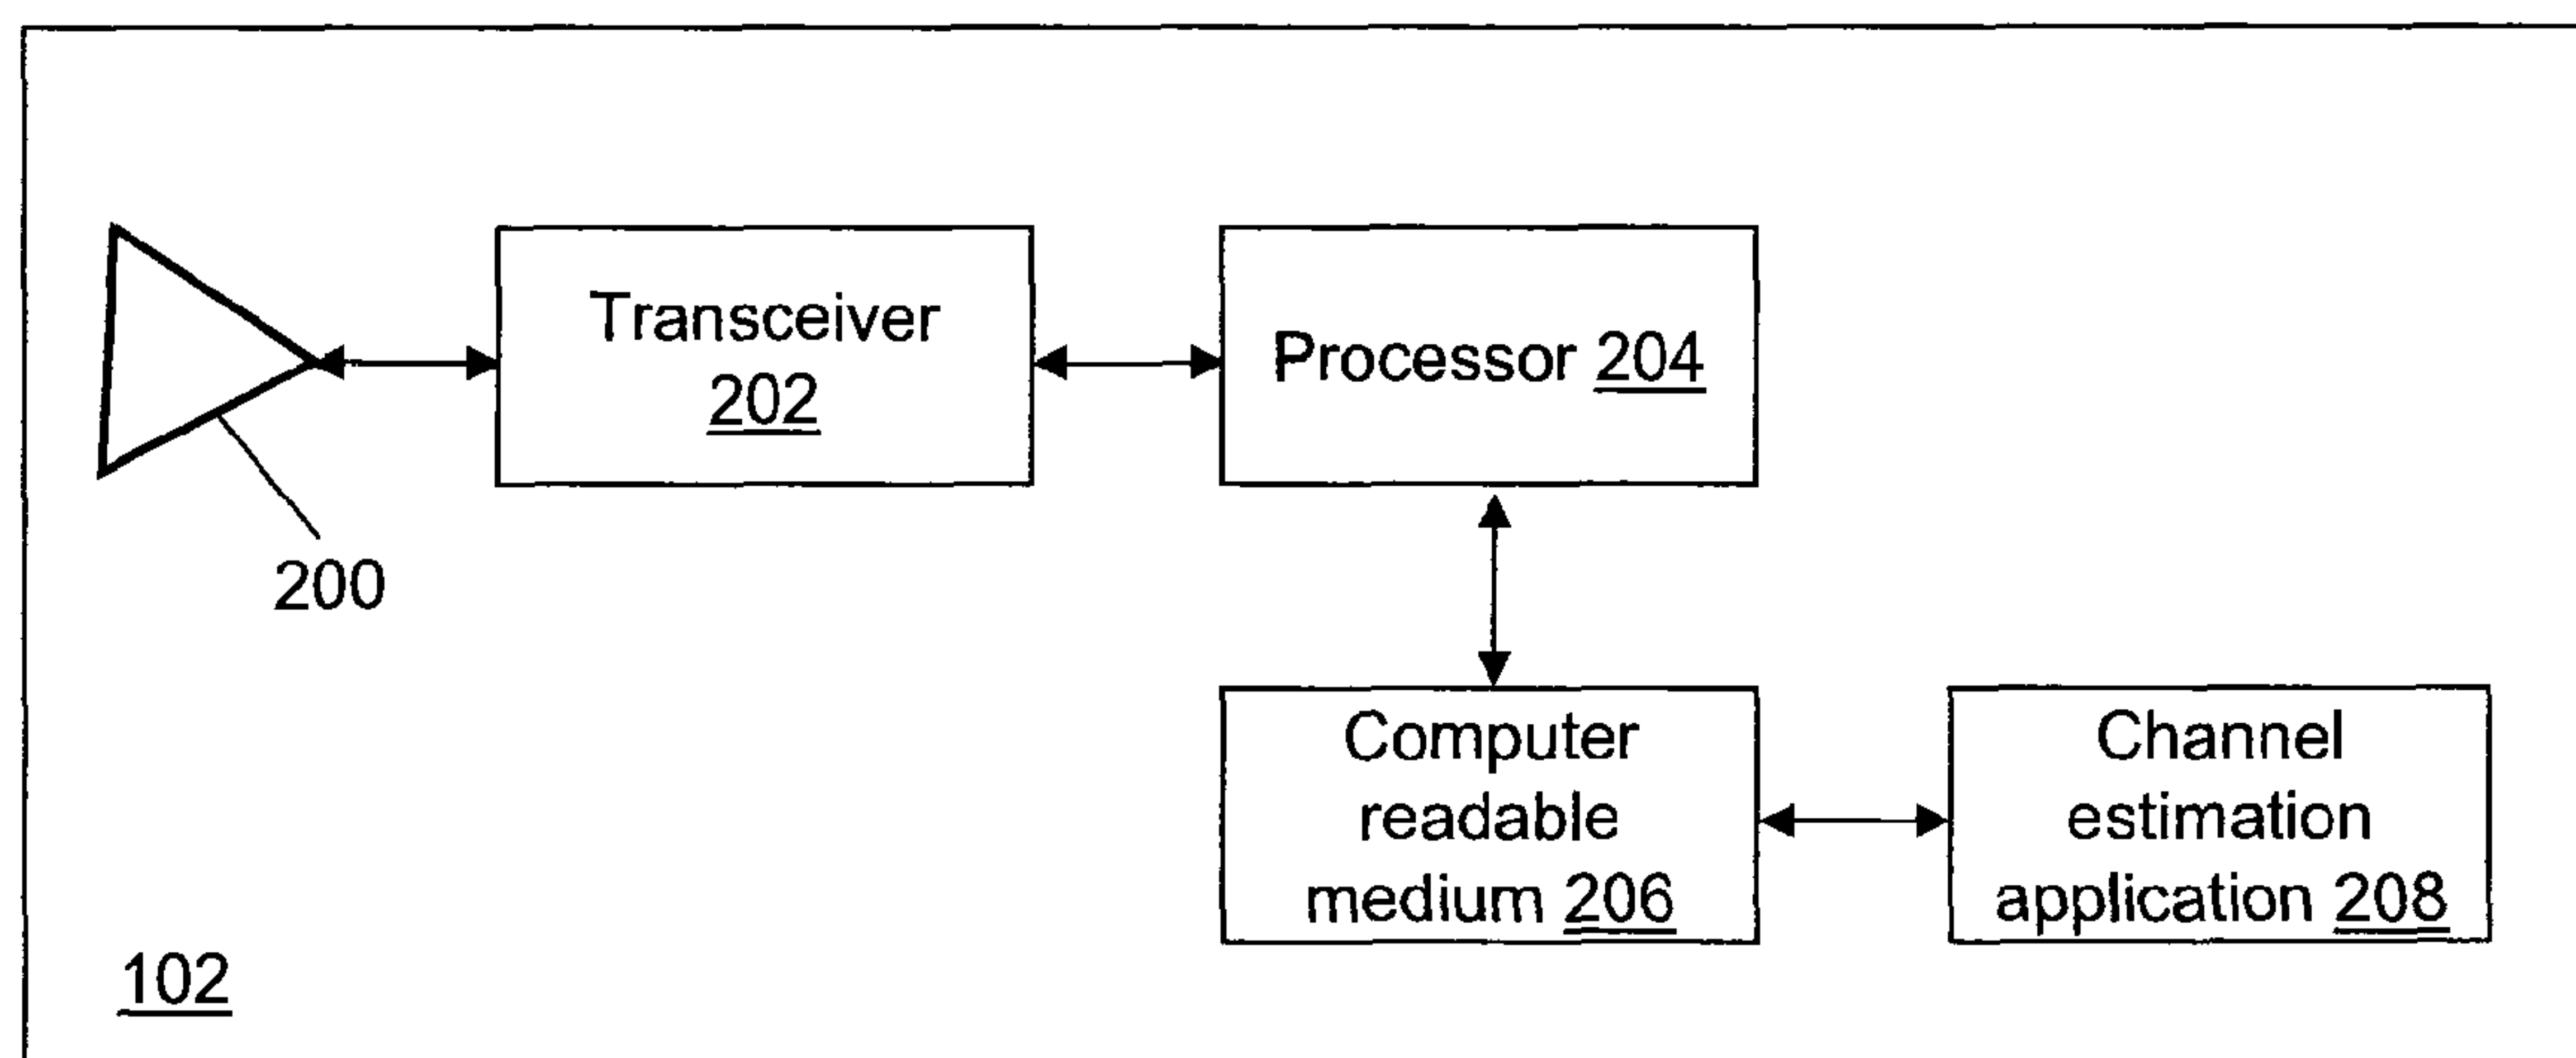 Transceiver
202
Processor 204
200
Computer
readable
medium 206
Channel
estimation
application 208
102